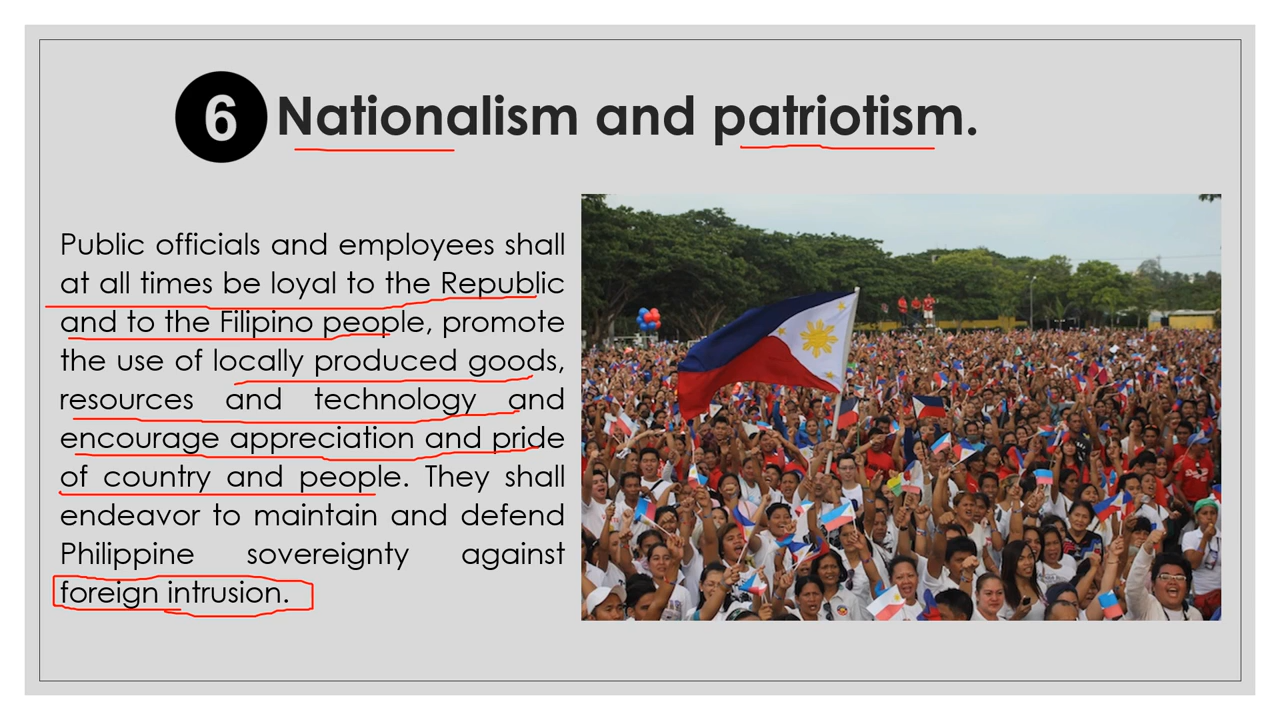 6 Nationalism and patriotism.
Public officials and employees shall
at all times be loyal to the Republic
and to the Filipino people, promote
the use of locally produced goods,
resources and technology and
encourage appreciation and pride
of country and people. They shall
endeavor to maintain and defend
Philippine sovereignty against
foreign intrusion.